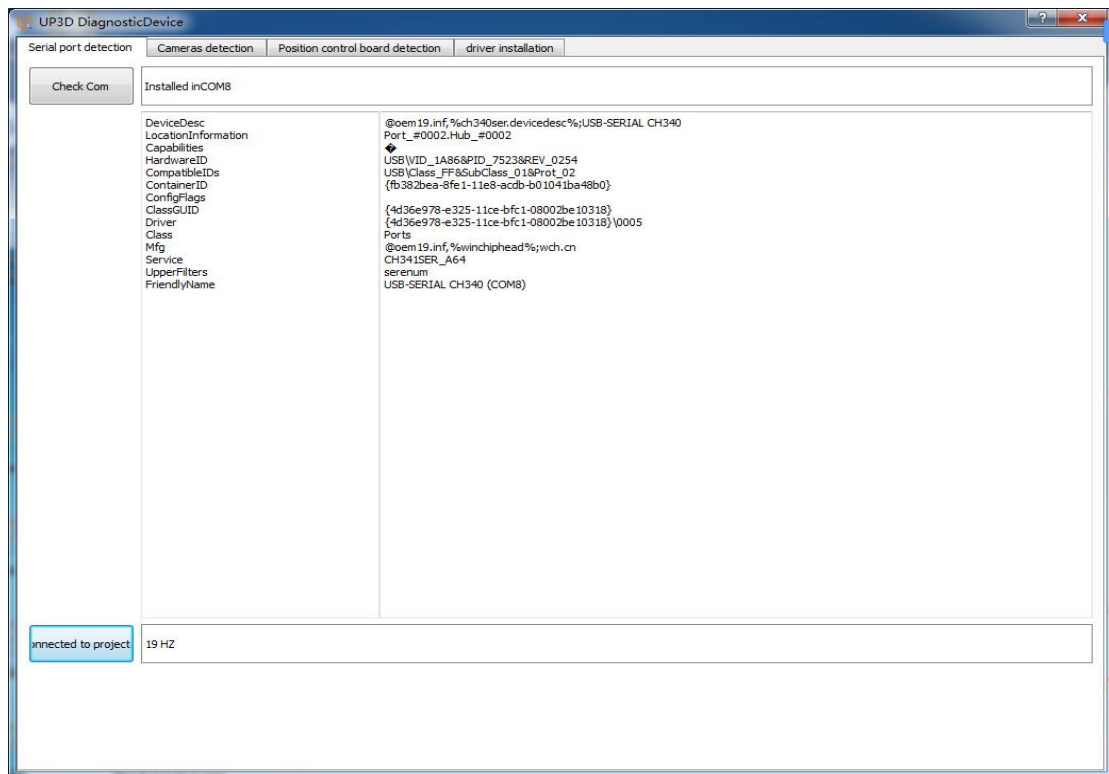 UP3D DiagnosticDevice
Serial port detection Cameras detection Position control board detection driver installation
Check Com Installed inCOM8
DeviceDesc @oem19.inf,%ch340ser.devicedesc%;USB-SERIAL CH340
LocationInformation Port_#0002.Hub_#0002
Capabilities �
HardwareID USB\VID_1A86&PID_7523&REV_0254
CompatibleIDs USB\Class_FF&SubClass_01&Prot_02
ContainerID {fb382bea-8fe1-11e8-acdb-b01041ba48b0}
ConfigFlags
ClassGUID {4d36e978-e325-11ce-bfc1-08002be10318}
Driver {4d36e978-e325-11ce-bfc1-08002be10318}\0005
Class Ports
Mfg @oem19.inf,%winchiphead%;wch.cn
Service CH341SER_A64
UpperFilters serenum
FriendlyName USB-SERIAL CH340 (COM8)
nnected to project 19 HZ